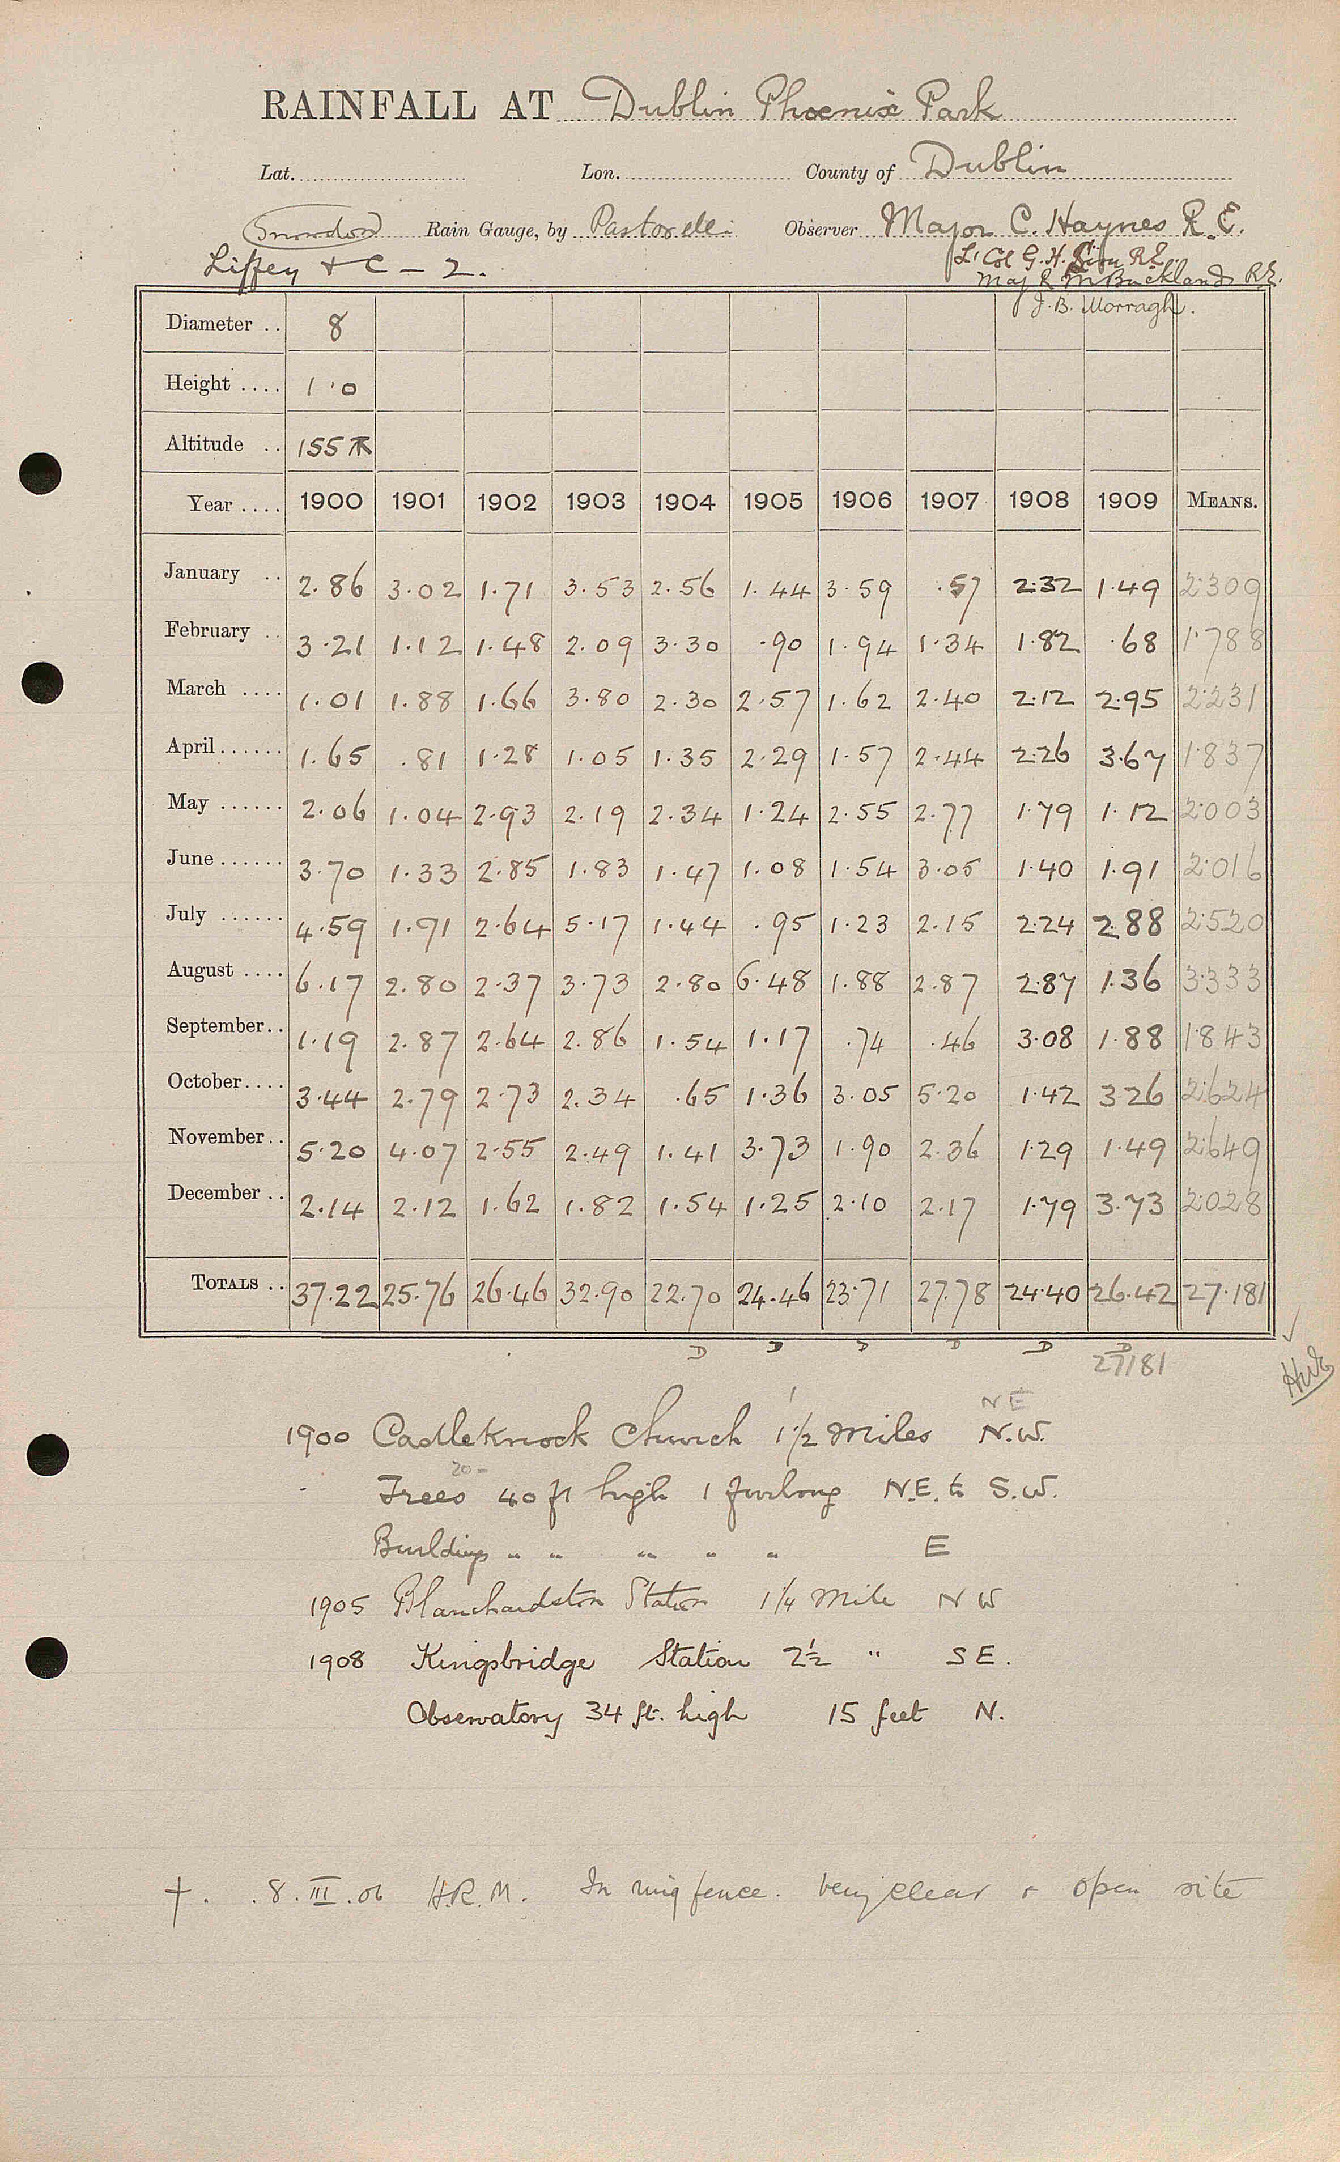 RAINFALL AT Dublin Phoenix Park
Lat. Lon. County of Dublin
Snowdon Rain Gauge, by Pastorelli Observer Major C. Haynes R.E.
Liffey + C - 2. Lt Col G. H. Sim R.E.
Maj R M Buckland R.E.
J. B. Worragh.
Diameter .. 8
Height .... 1.0
Altitude .. 155
Year .... 1900 1901 1902 1903 1904 1905 1906 1907 1908 1909 MEANS.
January .. 2.86 3.02 1.71 3.53 2.56 1.44 3.59 .57 2.32 1.49 2.309
February .. 3.21 1.12 1.48 2.09 3.30 .90 1.94 1.34 1.82 .68 1.788
March .... 1.01 1.88 1.66 3.80 2.30 2.57 1.62 2.40 2.12 2.95 2.231
April ...... 1.65 .81 1.28 1.05 1.35 2.29 1.57 2.44 2.26 3.67 1.837
May ...... 2.06 1.04 2.93 2.19 2.34 1.24 2.55 2.77 1.79 1.12 2.003
June ...... 3.70 1.33 2.85 1.83 1.47 1.08 1.54 3.05 1.40 1.91 2.016
July ...... 4.59 1.91 2.64 5.17 1.44 .95 1.23 2.15 2.24 2.88 2.520
August .... 6.17 2.80 2.37 3.73 2.80 6.48 1.88 2.87 2.87 1.36 3.333
September .. 1.19 2.87 2.64 2.86 1.54 1.17 .74 .46 3.08 1.88 1.843
October .... 3.44 2.79 2.73 2.34 .65 1.36 3.05 5.20 1.42 3.26 2.624
November .. 5.20 4.07 2.55 2.49 1.41 3.73 1.90 2.36 1.29 1.49 2.649
December .. 2.14 2.12 1.62 1.82 1.54 1.25 2.10 2.17 1.79 3.73 2.028
TOTALS .. 37.22 25.76 26.46 32.90 22.70 24.46 23.71 27.78 24.40 26.42 27.181
D D D D D D
27181
NE
1900 Castleknock Church 1 1/2 Miles N.W.
20-
Trees 40 ft high 1 furlong N.E. to S.W.
Buildings " " " " " E
1905 Blanchardston Station 1 1/4 Mile N W
1908 Kingsbridge Station 2 1/2 " S E.
Observatory 34 ft. high 15 feet N.
†. .8.III.06 H.R.M. In ring fence. Very clear + open site